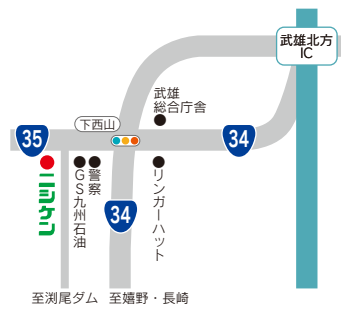 武雄北方
IC
武雄
総合庁舎
下西山
35
34
ニシケン
GS九州石油
警察
リンガーハット
34
至渕尾ダム
至嬉野・長崎